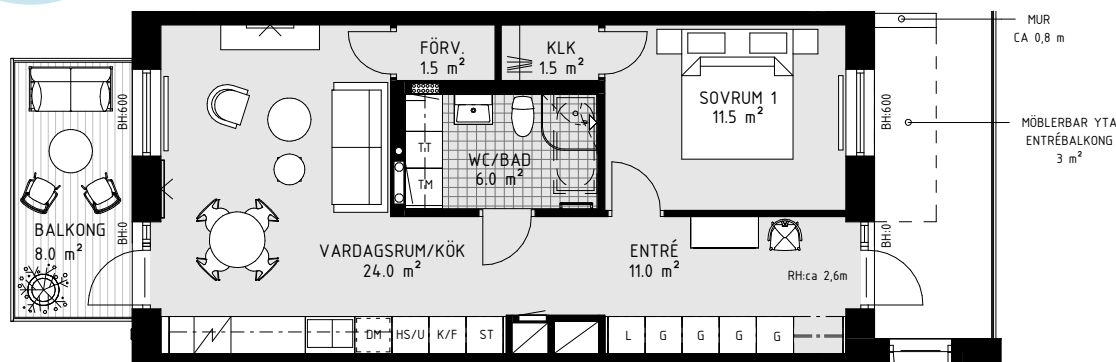 MUR
CA 0,8 m
FÖRV.
1.5 m²
KLK
1.5 m²
SOVRUM 1
11.5 m²
BH:600
BH:600
MÖBLERBAR YTA
ENTRÉBALKONG
3 m²
TT
WC/BAD
6.0 m²
TM
BALKONG
8.0 m²
BH:0
VARDAGSRUM/KÖK
24.0 m²
ENTRÉ
11.0 m²
BH:0
RH:ca 2,6m
DM
HS/U
K/F
ST
L
G
G
G
G